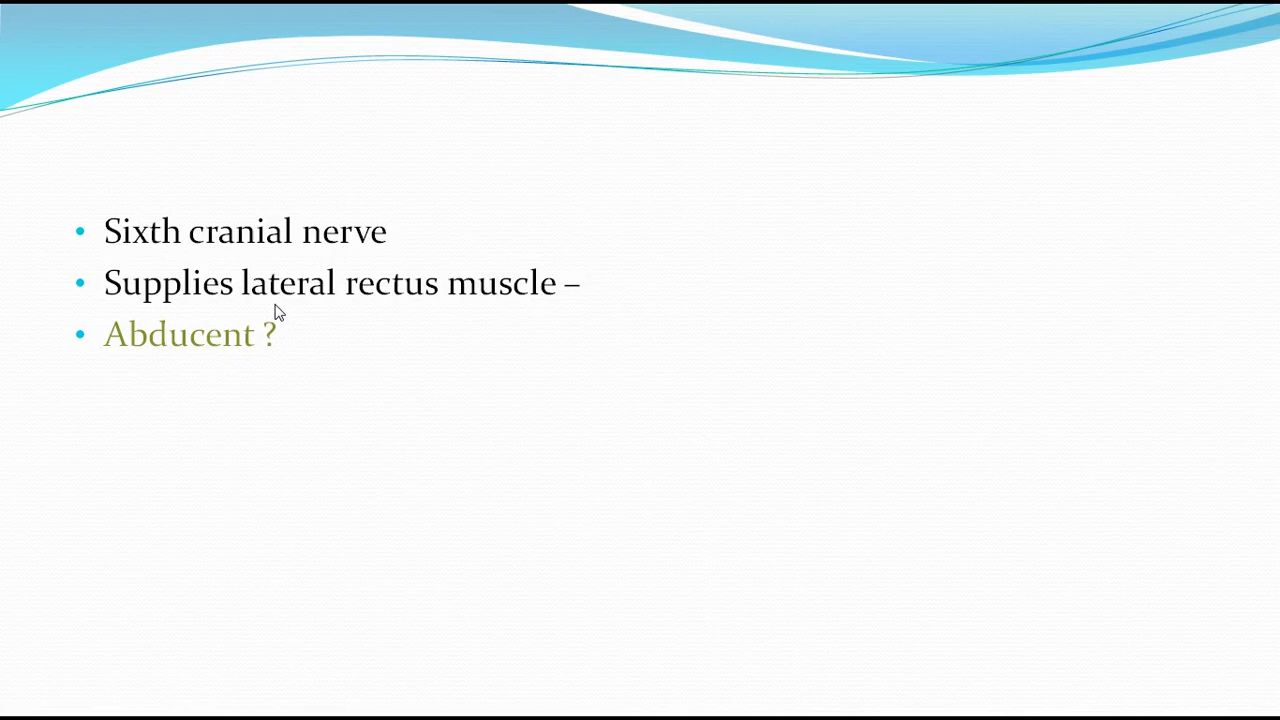 • Sixth cranial nerve
• Supplies lateral rectus muscle –
• Abducent ?